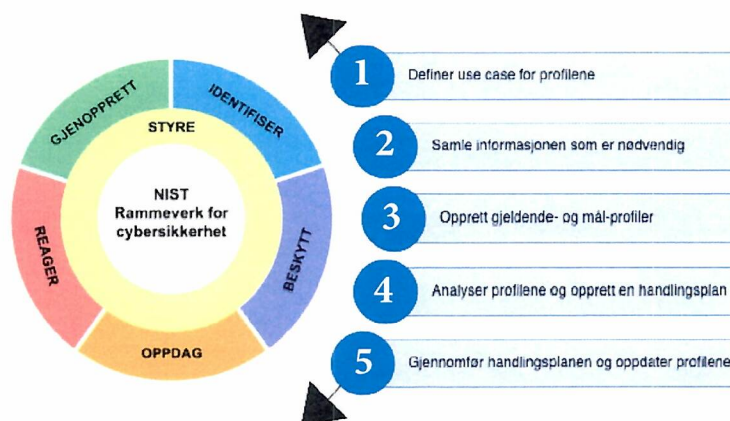 GJENOPPRETT
IDENTIFISER
STYRE
NIST
Rammeverk for
cybersikkerhet
REAGER
BESKYTT
OPPDAG
1
Definer use case for profilene
2
Samle informasjonen som er nødvendig
3
Opprett gjeldende- og mål-profiler
4
Analyser profilene og opprett en handlingsplan
5
Gjennomfør handlingsplanen og oppdater profilene